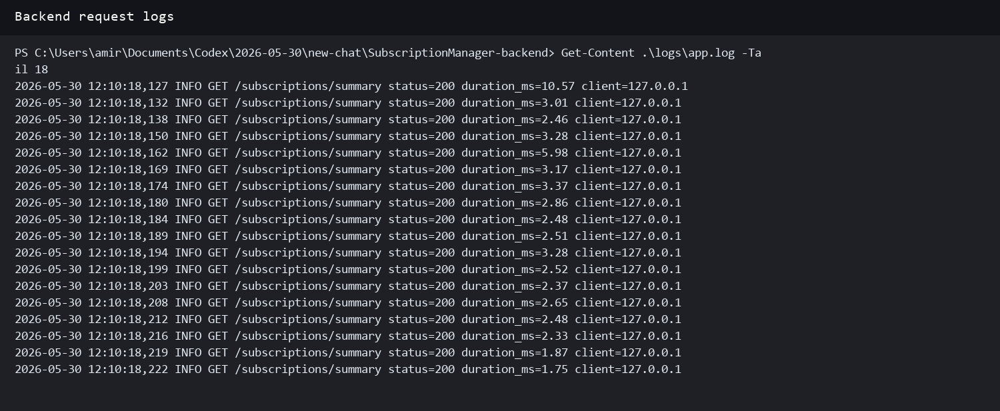 Backend request logs
PS C:\Users\amir\Documents\Codex\2026-05-30\new-chat\SubscriptionManager-backend> Get-Content .\logs\app.log -Ta
il 18
2026-05-30 12:10:18,127 INFO GET /subscriptions/summary status=200 duration_ms=10.57 client=127.0.0.1
2026-05-30 12:10:18,132 INFO GET /subscriptions/summary status=200 duration_ms=3.01 client=127.0.0.1
2026-05-30 12:10:18,138 INFO GET /subscriptions/summary status=200 duration_ms=2.46 client=127.0.0.1
2026-05-30 12:10:18,150 INFO GET /subscriptions/summary status=200 duration_ms=3.28 client=127.0.0.1
2026-05-30 12:10:18,162 INFO GET /subscriptions/summary status=200 duration_ms=5.98 client=127.0.0.1
2026-05-30 12:10:18,169 INFO GET /subscriptions/summary status=200 duration_ms=3.17 client=127.0.0.1
2026-05-30 12:10:18,174 INFO GET /subscriptions/summary status=200 duration_ms=3.37 client=127.0.0.1
2026-05-30 12:10:18,180 INFO GET /subscriptions/summary status=200 duration_ms=2.86 client=127.0.0.1
2026-05-30 12:10:18,184 INFO GET /subscriptions/summary status=200 duration_ms=2.48 client=127.0.0.1
2026-05-30 12:10:18,189 INFO GET /subscriptions/summary status=200 duration_ms=2.51 client=127.0.0.1
2026-05-30 12:10:18,194 INFO GET /subscriptions/summary status=200 duration_ms=3.28 client=127.0.0.1
2026-05-30 12:10:18,199 INFO GET /subscriptions/summary status=200 duration_ms=2.52 client=127.0.0.1
2026-05-30 12:10:18,203 INFO GET /subscriptions/summary status=200 duration_ms=2.37 client=127.0.0.1
2026-05-30 12:10:18,208 INFO GET /subscriptions/summary status=200 duration_ms=2.65 client=127.0.0.1
2026-05-30 12:10:18,212 INFO GET /subscriptions/summary status=200 duration_ms=2.48 client=127.0.0.1
2026-05-30 12:10:18,216 INFO GET /subscriptions/summary status=200 duration_ms=2.33 client=127.0.0.1
2026-05-30 12:10:18,219 INFO GET /subscriptions/summary status=200 duration_ms=1.87 client=127.0.0.1
2026-05-30 12:10:18,222 INFO GET /subscriptions/summary status=200 duration_ms=1.75 client=127.0.0.1